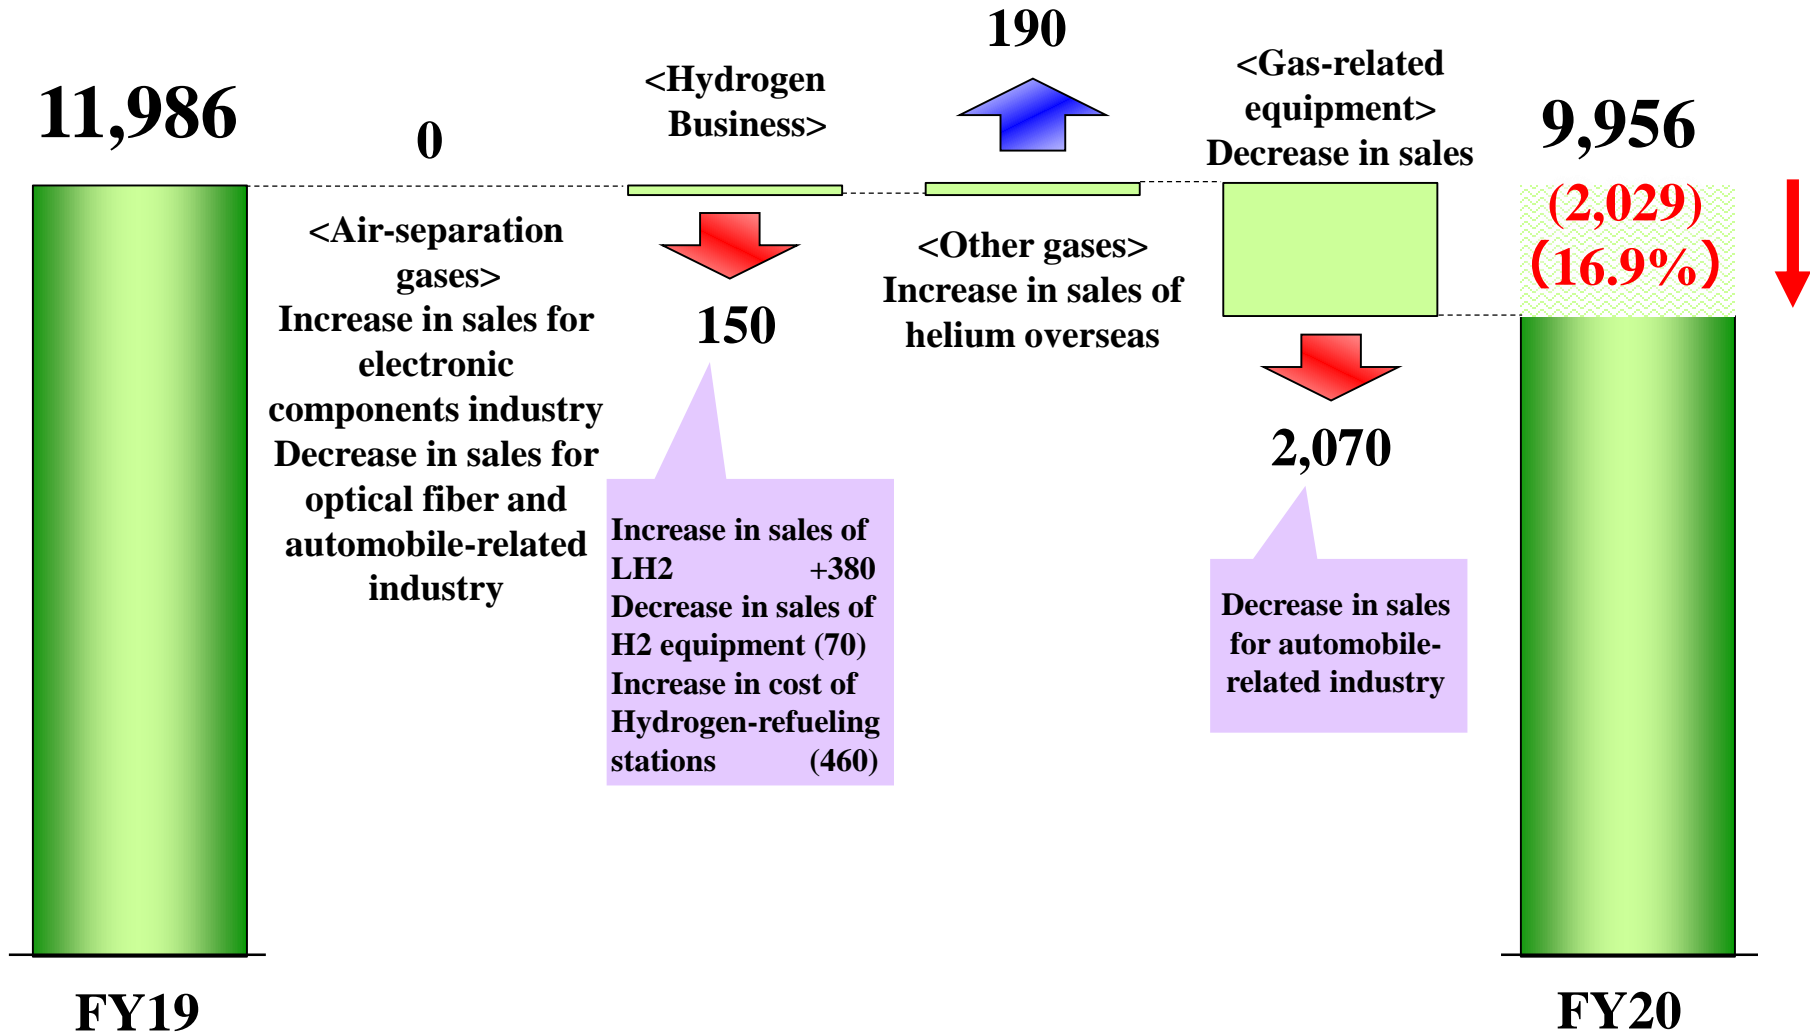 11,986
FY19
0
<Air-separation
gases>
Increase in sales for
electronic
components industry
Decrease in sales for
optical fiber and
automobile-related
industry
<Hydrogen
Business>
150
Increase in sales of
LH2 +380
Decrease in sales of
H2 equipment (70)
Increase in cost of
Hydrogen-refueling
stations (460)
190
<Other gases>
Increase in sales of
helium overseas
<Gas-related
equipment>
Decrease in sales
2,070
Decrease in sales
for automobile-
related industry
9,956
(2,029)
(16.9%)
FY20